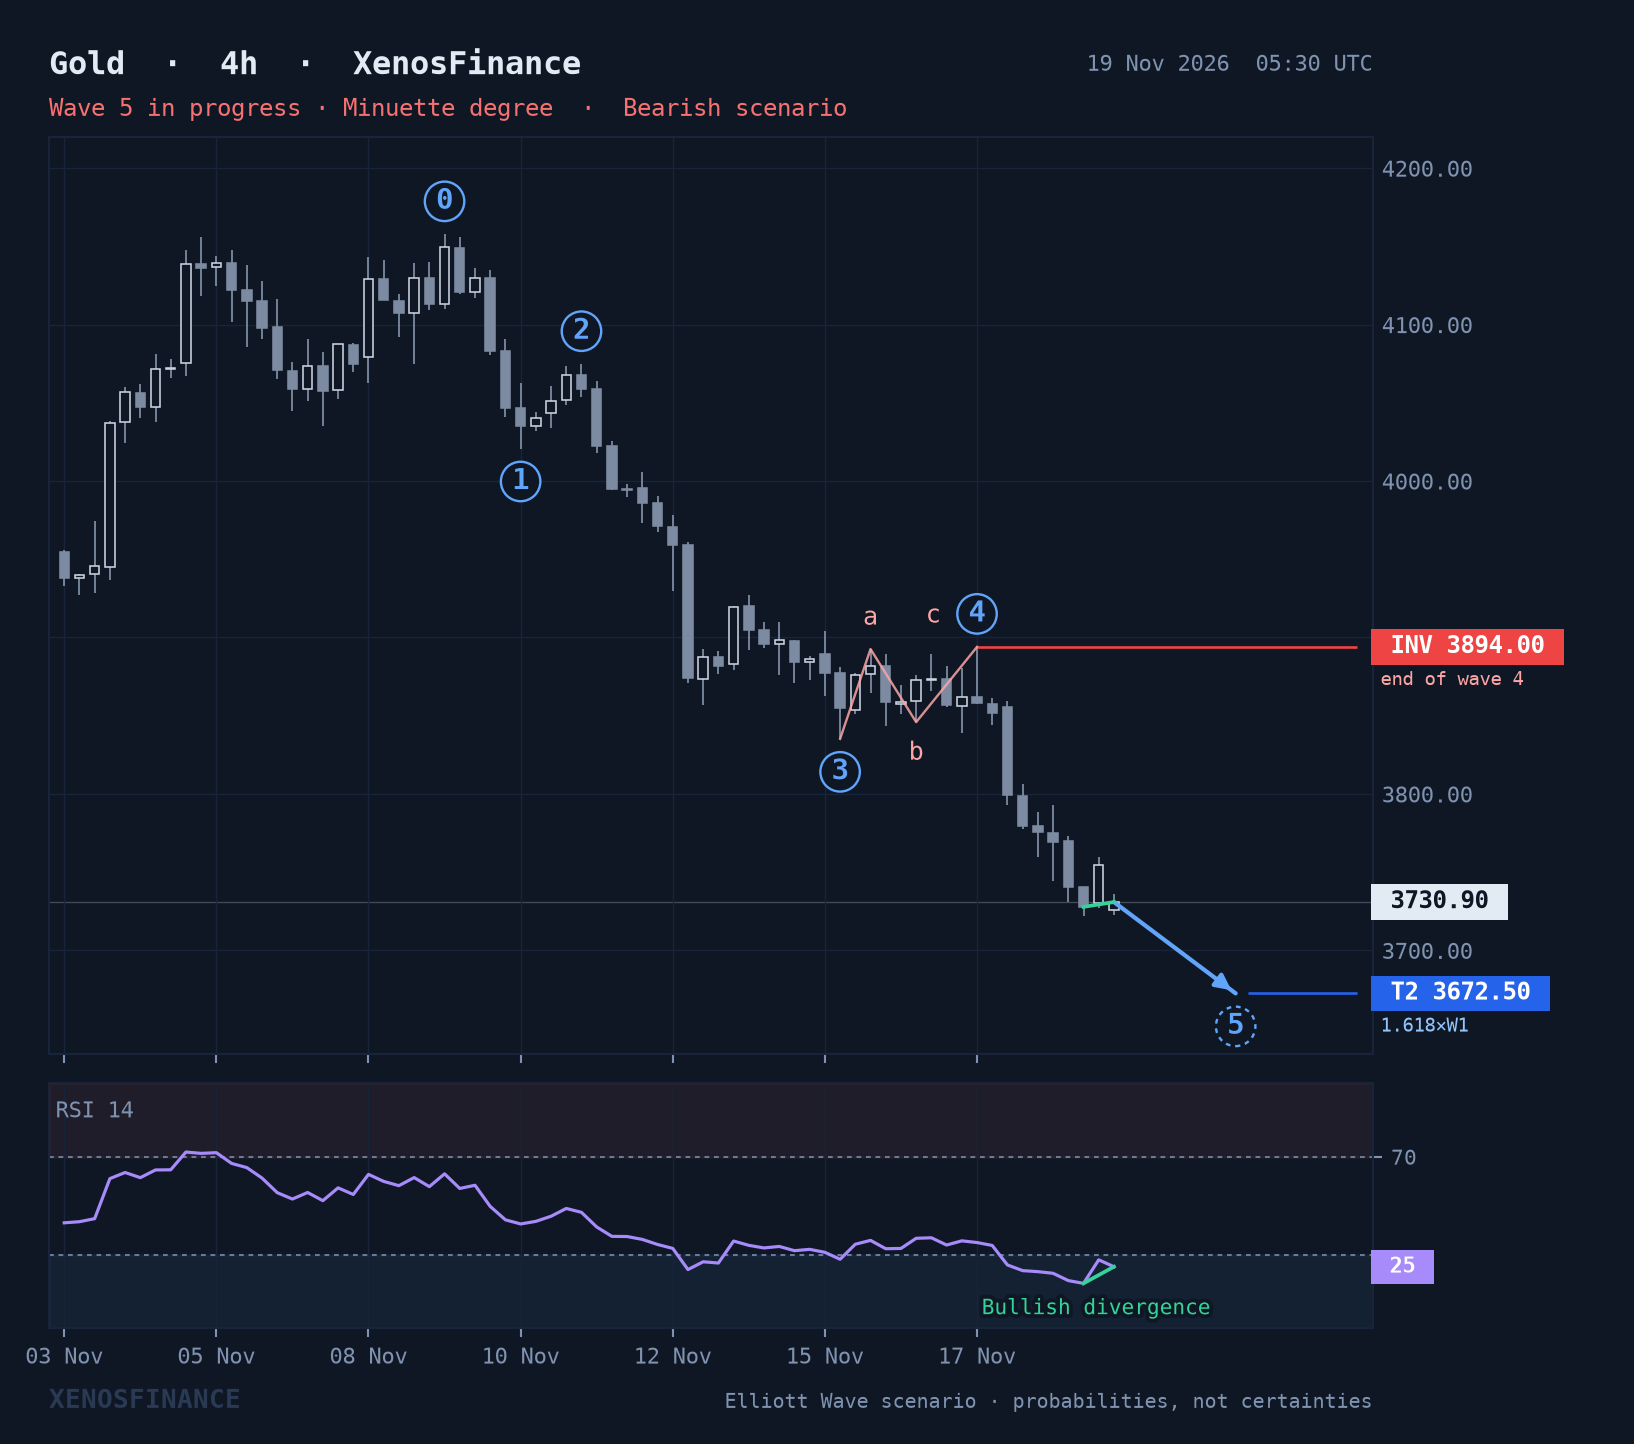 Gold · 4h · XenosFinance
19 Nov 2026 05:30 UTC
Wave 5 in progress · Minuette degree · Bearish scenario
4200.00
0
4100.00
2
1
4000.00
a
c
4
INV 3894.00
end of wave 4
b
3
3800.00
3730.90
3700.00
T2 3672.50
5
1.618×W1
RSI 14
70
25
Bullish divergence
03 Nov
05 Nov
08 Nov
10 Nov
12 Nov
15 Nov
17 Nov
XENOSFINANCE
Elliott Wave scenario · probabilities, not certainties